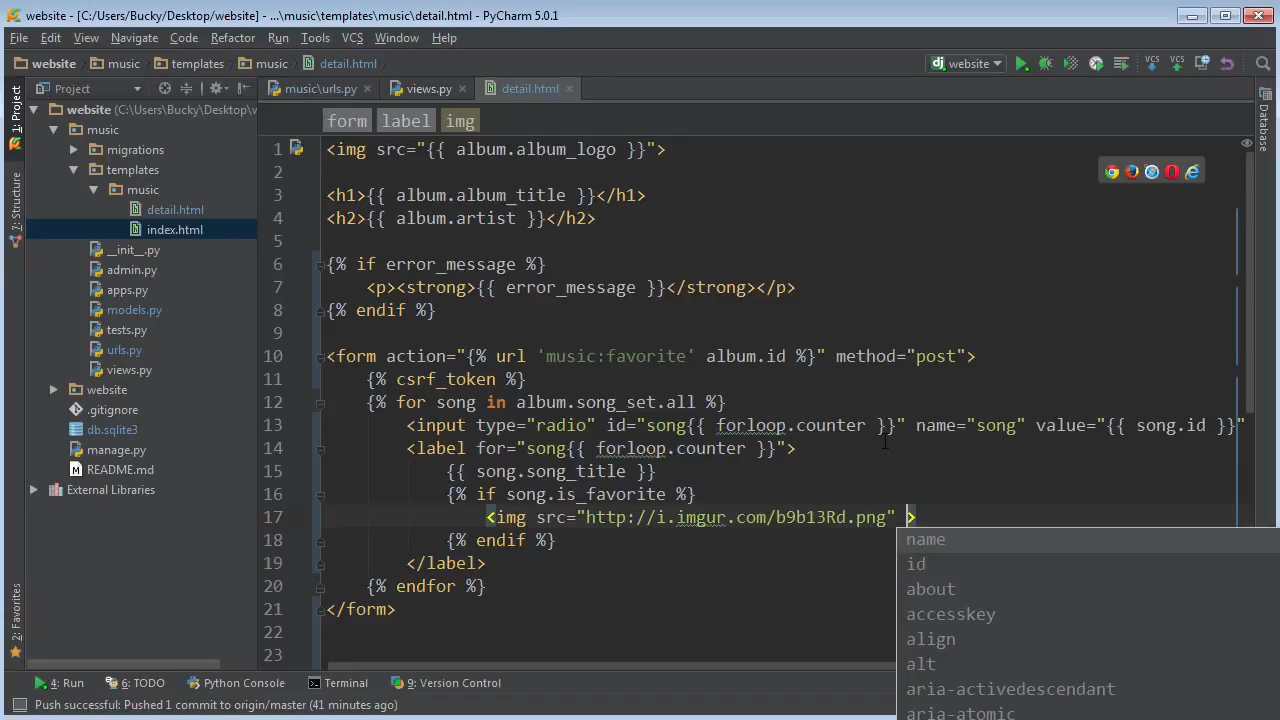 website - [C:/Users/Bucky/Desktop/website] - ...\music\templates\music\detail.html - PyCharm 5.0.1
File Edit View Navigate Code Refactor Run Tools VCS Window Help
website music templates music detail.html
dj website VCS VCS
1: Project
7: Structure
2: Favorites
Project
website (C:\Users\Bucky\Desktop\w
music
migrations
templates
music
detail.html
index.html
__init__.py
admin.py
apps.py
models.py
tests.py
urls.py
views.py
website
.gitignore
db.sqlite3
manage.py
README.md
External Libraries
music\urls.py views.py detail.html
form label img
1 <img src="{{ album.album_logo }}">
2
3 <h1>{{ album.album_title }}</h1>
4 <h2>{{ album.artist }}</h2>
5
6 {% if error_message %}
7 <p><strong>{{ error_message }}</strong></p>
8 {% endif %}
9
10 <form action="{% url 'music:favorite' album.id %}" method="post">
11 {% csrf_token %}
12 {% for song in album.song_set.all %}
13 <input type="radio" id="song{{ forloop.counter }}" name="song" value="{{ song.id }}"
14 <label for="song{{ forloop.counter }}">
15 {{ song.song_title }}
16 {% if song.is_favorite %}
17 <img src="http://i.imgur.com/b9b13Rd.png" >
18 {% endif %}
19 </label>
20 {% endfor %}
21 </form>
22
23
name
id
about
accesskey
align
alt
aria-activedescendant
aria-atomic
Database
4: Run 6: TODO Python Console Terminal 9: Version Control
Push successful: Pushed 1 commit to origin/master (41 minutes ago)